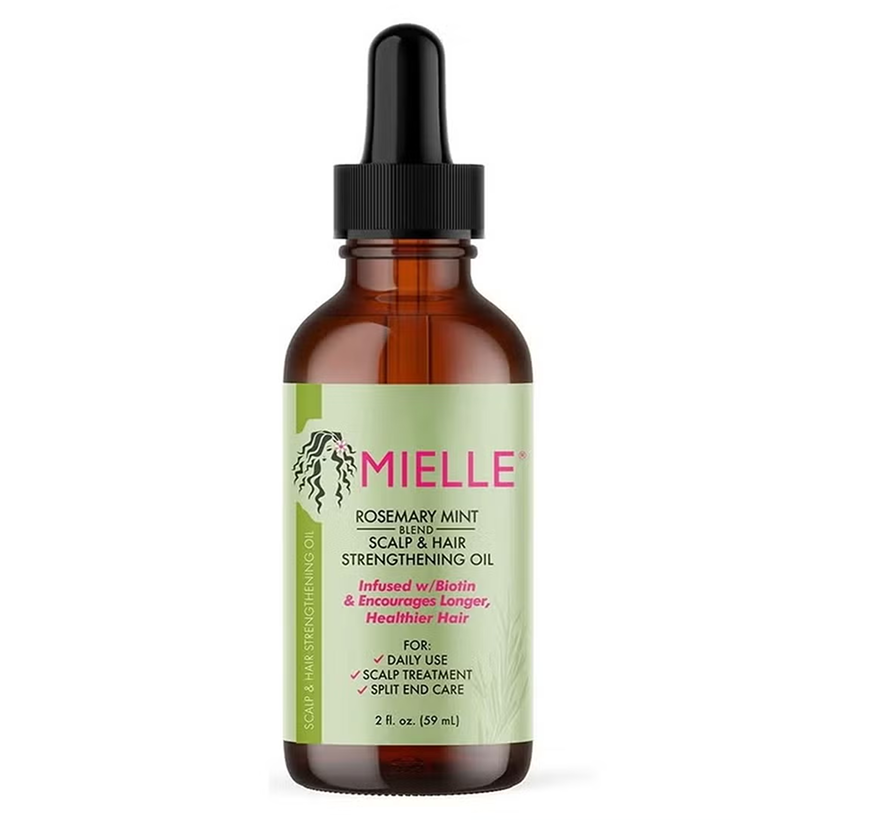 MIELLE®
ROSEMARY MINT
BLEND
SCALP & HAIR
STRENGTHENING OIL
Infused w/Biotin
& Encourages Longer,
Healthier Hair
FOR:
✓ DAILY USE
✓ SCALP TREATMENT
✓ SPLIT END CARE
2 fl. oz. (59 mL)
SCALP & HAIR STRENGTHENING OIL